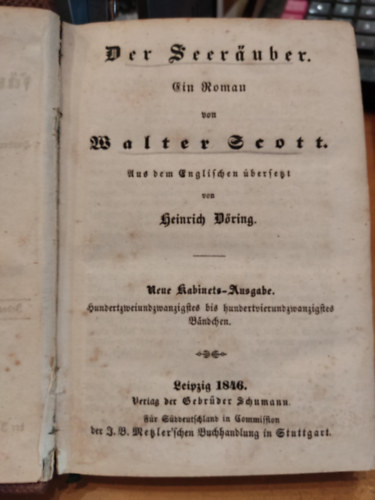 Der Seeräuber.
Ein Roman
von
Walter Scott.
Aus dem Englischen übersetzt
von
Heinrich Döring.
Neue Kabinets-Ausgabe.
Hundertzweiundzwanzigstes bis hundertvierundzwanzigstes
Bändchen.
Leipzig 1846.
Verlag der Gebrüder Schumann.
Für Süddeutschland in Commission
der J. B. Metzler'schen Buchhandlung in Stuttgart.